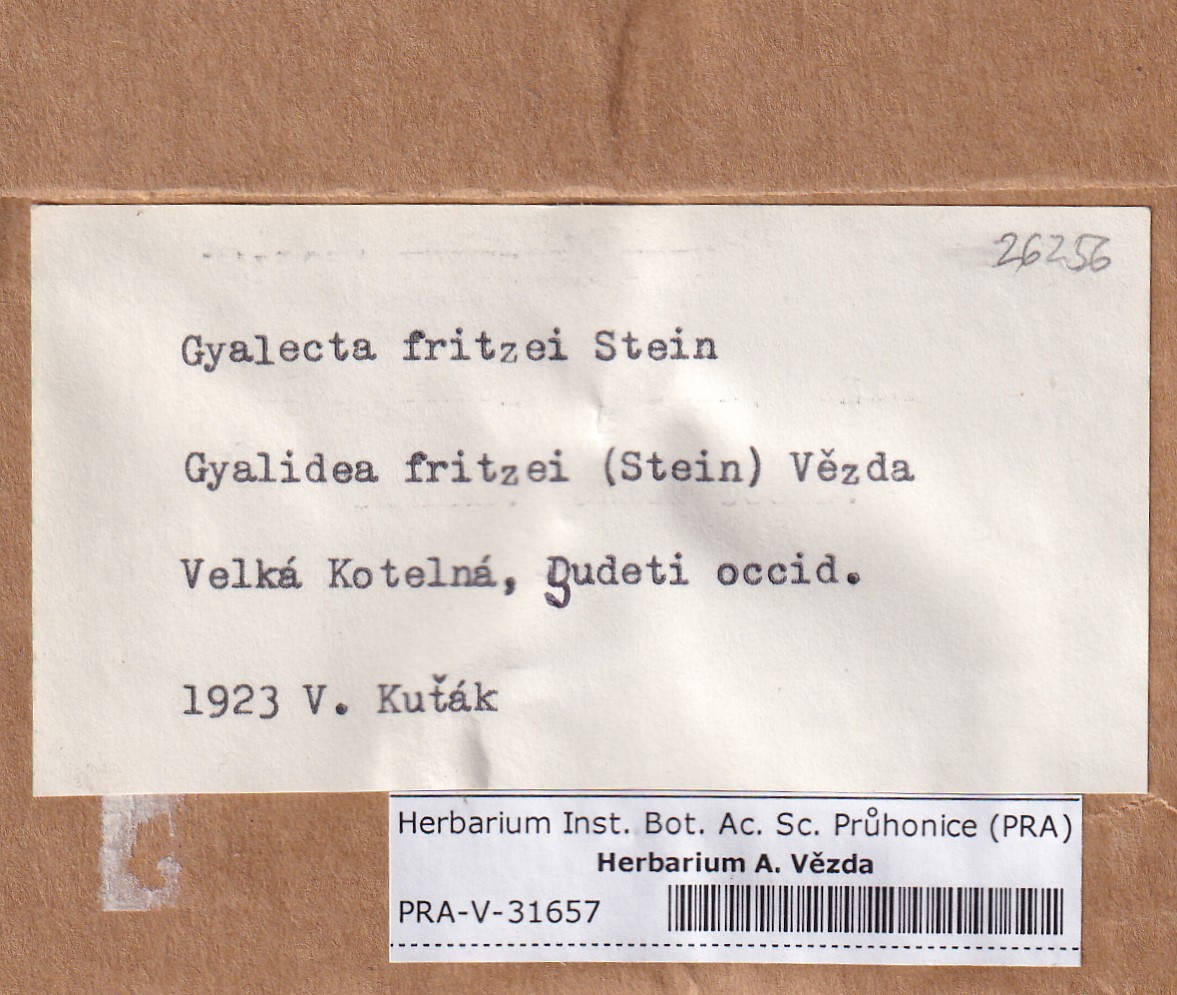 26256
Gyalecta fritzei Stein
Gyalidea fritzei (Stein) Vězda
Velká Kotelná, Sudeti occid.
1923 V. Kuťák
Herbarium Inst. Bot. Ac. Sc. Průhonice (PRA)
Herbarium A. Vězda
PRA-V-31657